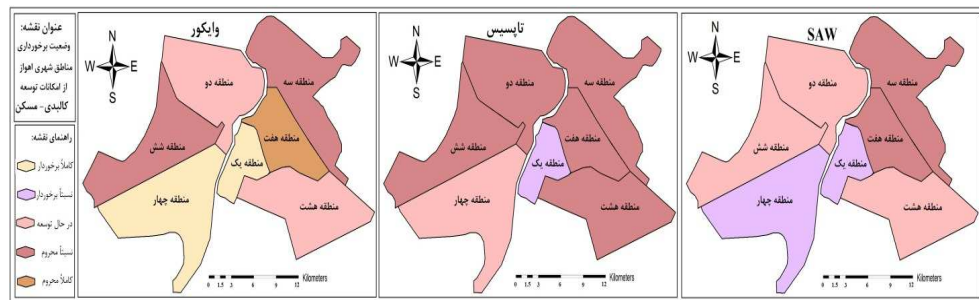 عنوان نقشه:
وضعیت برخورداری
مناطق شهری اهواز
از امکانات توسعه
کالبدی - مسکن
راهنمای نقشه:
کاملاً برخوردار
نسبتاً برخوردار
در حال توسعه
نسبتاً محروم
کاملاً محروم
وایکور
N
W E
S
منطقه دو
منطقه سه
منطقه شش
منطقه هفت
منطقه یک
منطقه چهار
منطقه هشت
0 1.5 3 6 9 12
Kilometers
تاپسیس
N
W E
S
منطقه دو
منطقه سه
منطقه شش
منطقه هفت
منطقه یک
منطقه چهار
منطقه هشت
0 1.5 3 6 9 12
Kilometers
SAW
N
W E
S
منطقه دو
منطقه سه
منطقه شش
منطقه هفت
منطقه یک
منطقه چهار
منطقه هشت
0 1.5 3 6 9 12
Kilometers